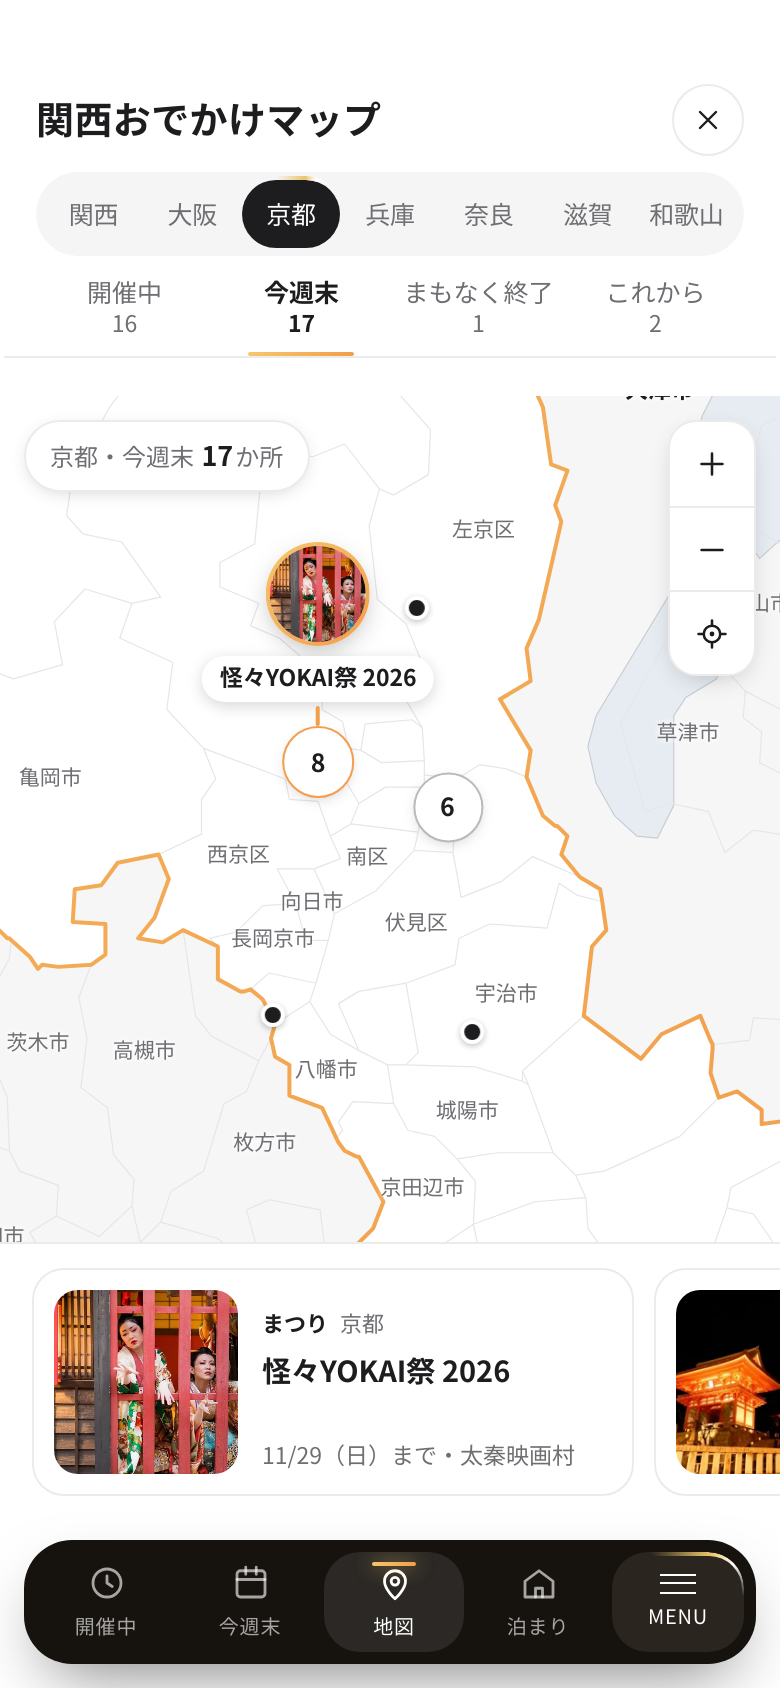 関西おでかけマップ
関西 大阪 京都 兵庫 奈良 滋賀 和歌山
開催中 今週末 まもなく終了 これから
16 17 1 2
京都・今週末 17か所
左京区
怪々YOKAI祭 2026
草津市
8
亀岡市
6
西京区 南区
向日市
伏見区
長岡京市
宇治市
茨木市 高槻市
八幡市
城陽市
枚方市
京田辺市
まつり 京都
怪々YOKAI祭 2026
11/29（日）まで・太秦映画村
開催中 今週末 地図 泊まり MENU